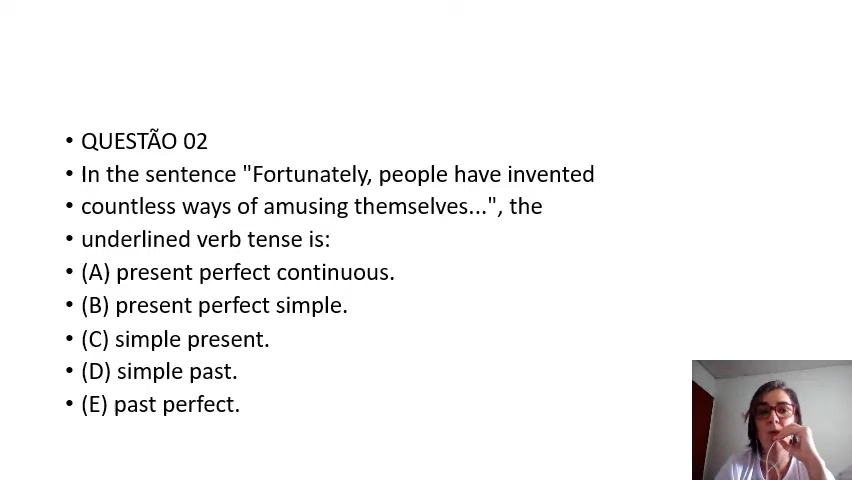 • QUESTÃO 02
• In the sentence "Fortunately, people have invented
• countless ways of amusing themselves...", the
• underlined verb tense is:
• (A) present perfect continuous.
• (B) present perfect simple.
• (C) simple present.
• (D) simple past.
• (E) past perfect.